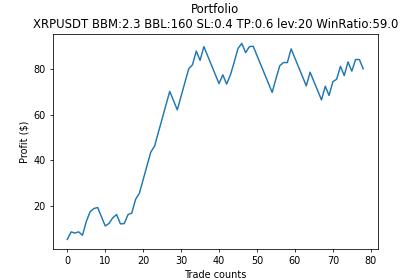 Portfolio
XRPUSDT BBM:2.3 BBL:160 SL:0.4 TP:0.6 lev:20 WinRatio:59.0
80
60
40
20
Profit ($)
0 10 20 30 40 50 60 70 80
Trade counts